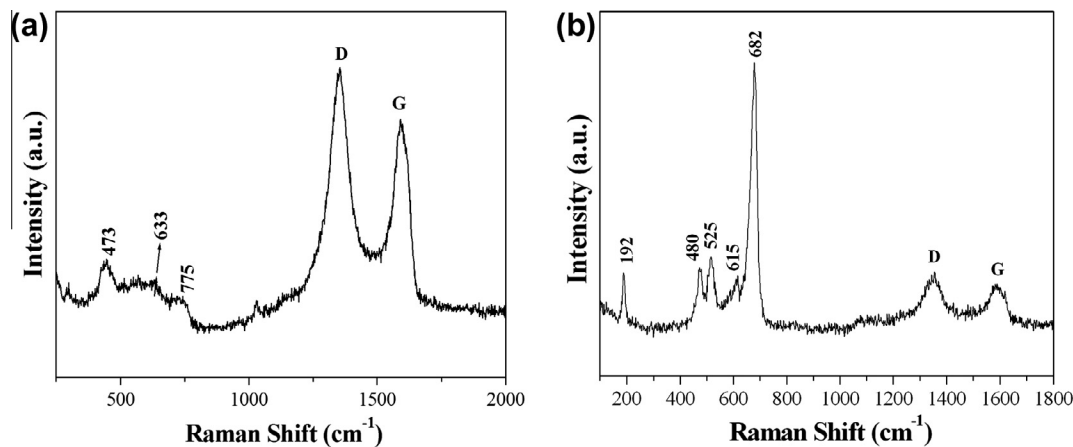 (a)
D
G
473
633
775
Intensity (a.u.)
500
1000
1500
2000
Raman Shift (cm-1)
(b)
682
192
480
525
615
D
G
Intensity (a.u.)
200
400
600
800
1000
1200
1400
1600
1800
Raman Shift (cm-1)